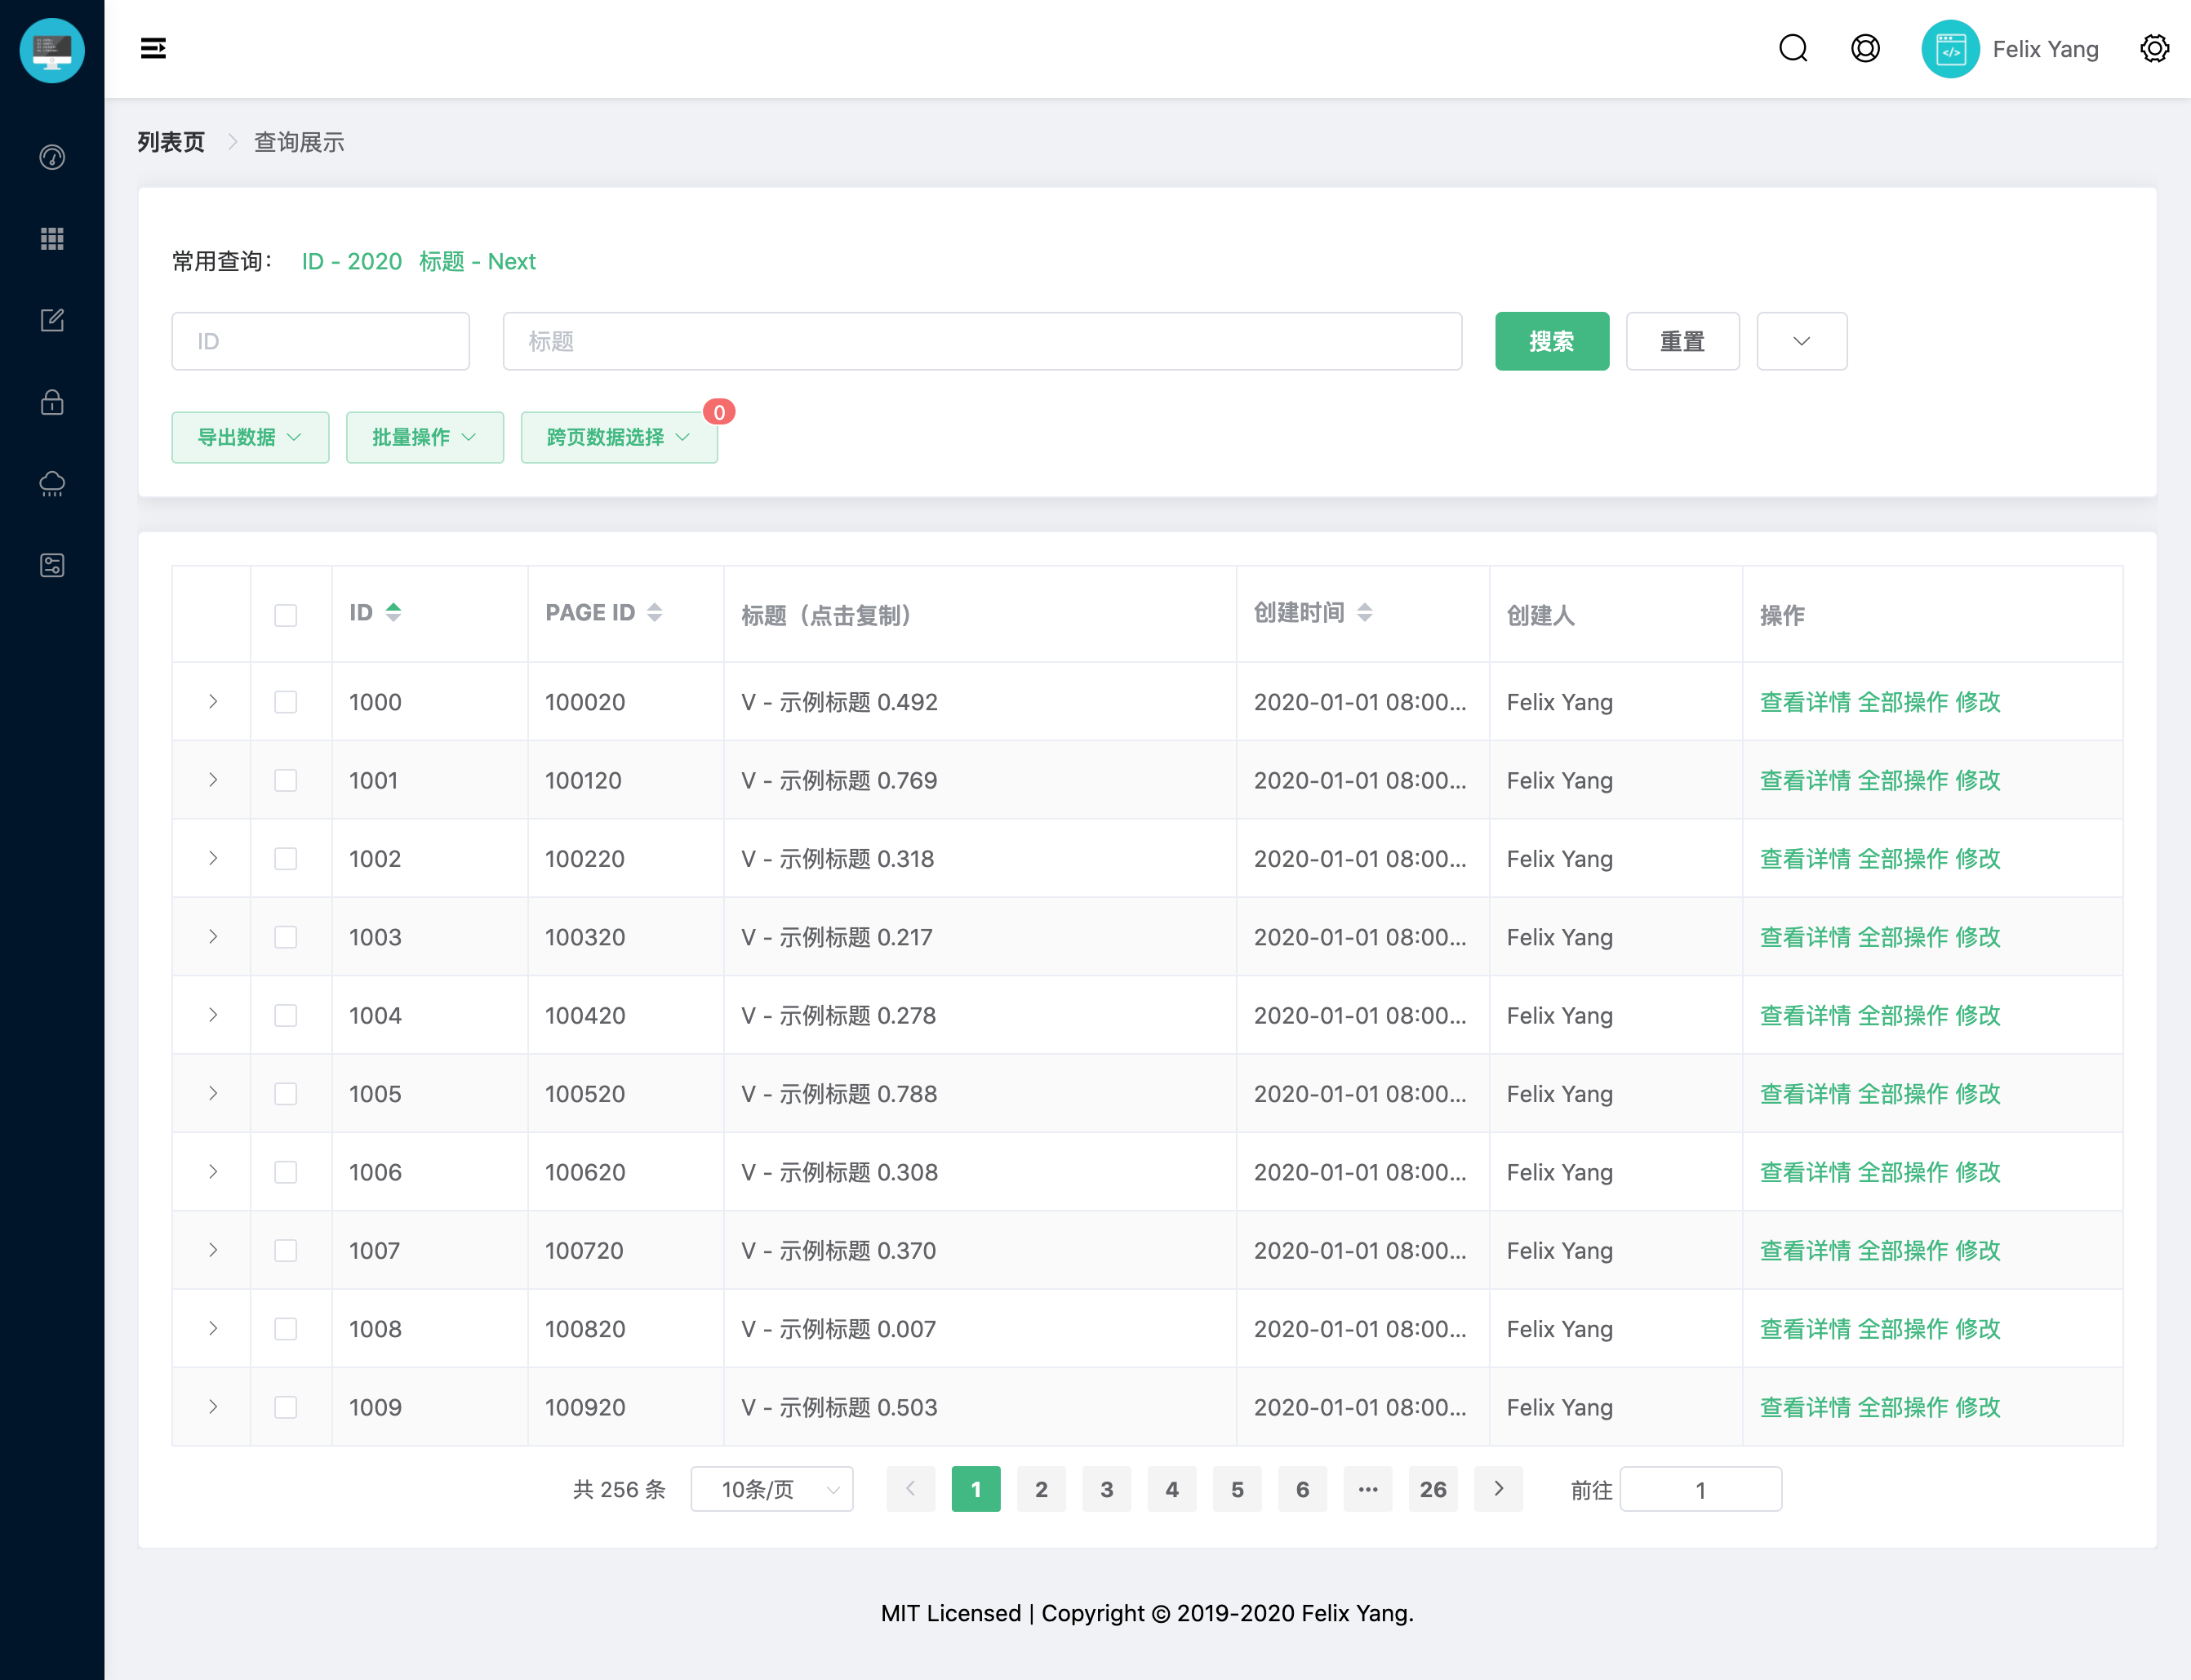 Felix Yang
列表页 查询展示
常用查询： ID - 2020 标题 - Next
ID 标题 搜索 重置
导出数据 批量操作 跨页数据选择 0
ID PAGE ID 标题（点击复制） 创建时间 创建人 操作
1000 100020 V - 示例标题 0.492 2020-01-01 08:00... Felix Yang 查看详情 全部操作 修改
1001 100120 V - 示例标题 0.769 2020-01-01 08:00... Felix Yang 查看详情 全部操作 修改
1002 100220 V - 示例标题 0.318 2020-01-01 08:00... Felix Yang 查看详情 全部操作 修改
1003 100320 V - 示例标题 0.217 2020-01-01 08:00... Felix Yang 查看详情 全部操作 修改
1004 100420 V - 示例标题 0.278 2020-01-01 08:00... Felix Yang 查看详情 全部操作 修改
1005 100520 V - 示例标题 0.788 2020-01-01 08:00... Felix Yang 查看详情 全部操作 修改
1006 100620 V - 示例标题 0.308 2020-01-01 08:00... Felix Yang 查看详情 全部操作 修改
1007 100720 V - 示例标题 0.370 2020-01-01 08:00... Felix Yang 查看详情 全部操作 修改
1008 100820 V - 示例标题 0.007 2020-01-01 08:00... Felix Yang 查看详情 全部操作 修改
1009 100920 V - 示例标题 0.503 2020-01-01 08:00... Felix Yang 查看详情 全部操作 修改
共 256 条 10条/页 1 2 3 4 5 6 ··· 26 前往 1
MIT Licensed | Copyright © 2019-2020 Felix Yang.